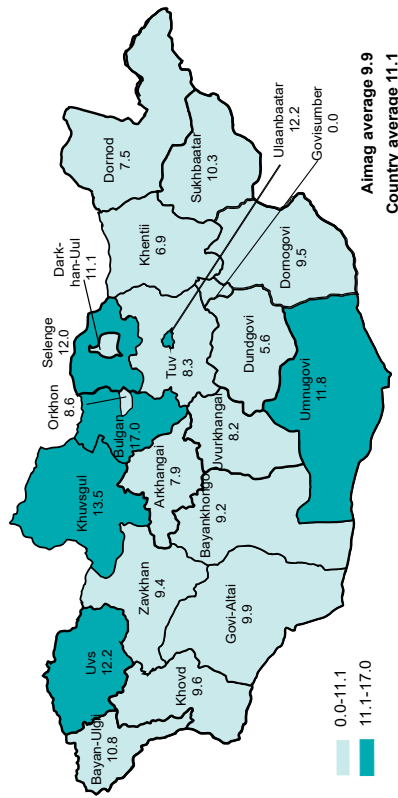 Bayan-Ulgii
10.8
Uvs
12.2
Khovd
9.6
Zavkhan
9.4
Govi-Altai
9.9
Khuvsgul
13.5
Arkhangai
7.9
Bayankhongo
9.2
Orkhon
8.6
Bulgan
17.0
Uvurkhangai
8.2
Selenge
12.0
Dark-
han-Uul
11.1
Tuv
8.3
Dundgovi
5.6
Umnugovi
11.8
Khentii
6.9
Dornogovi
9.5
Dornod
7.5
Sukhbaatar
10.3
Ulaanbaatar
12.2
Govisumber
0.0
0.0-11.1
11.1-17.0
Aimag average 9.9
Country average 11.1